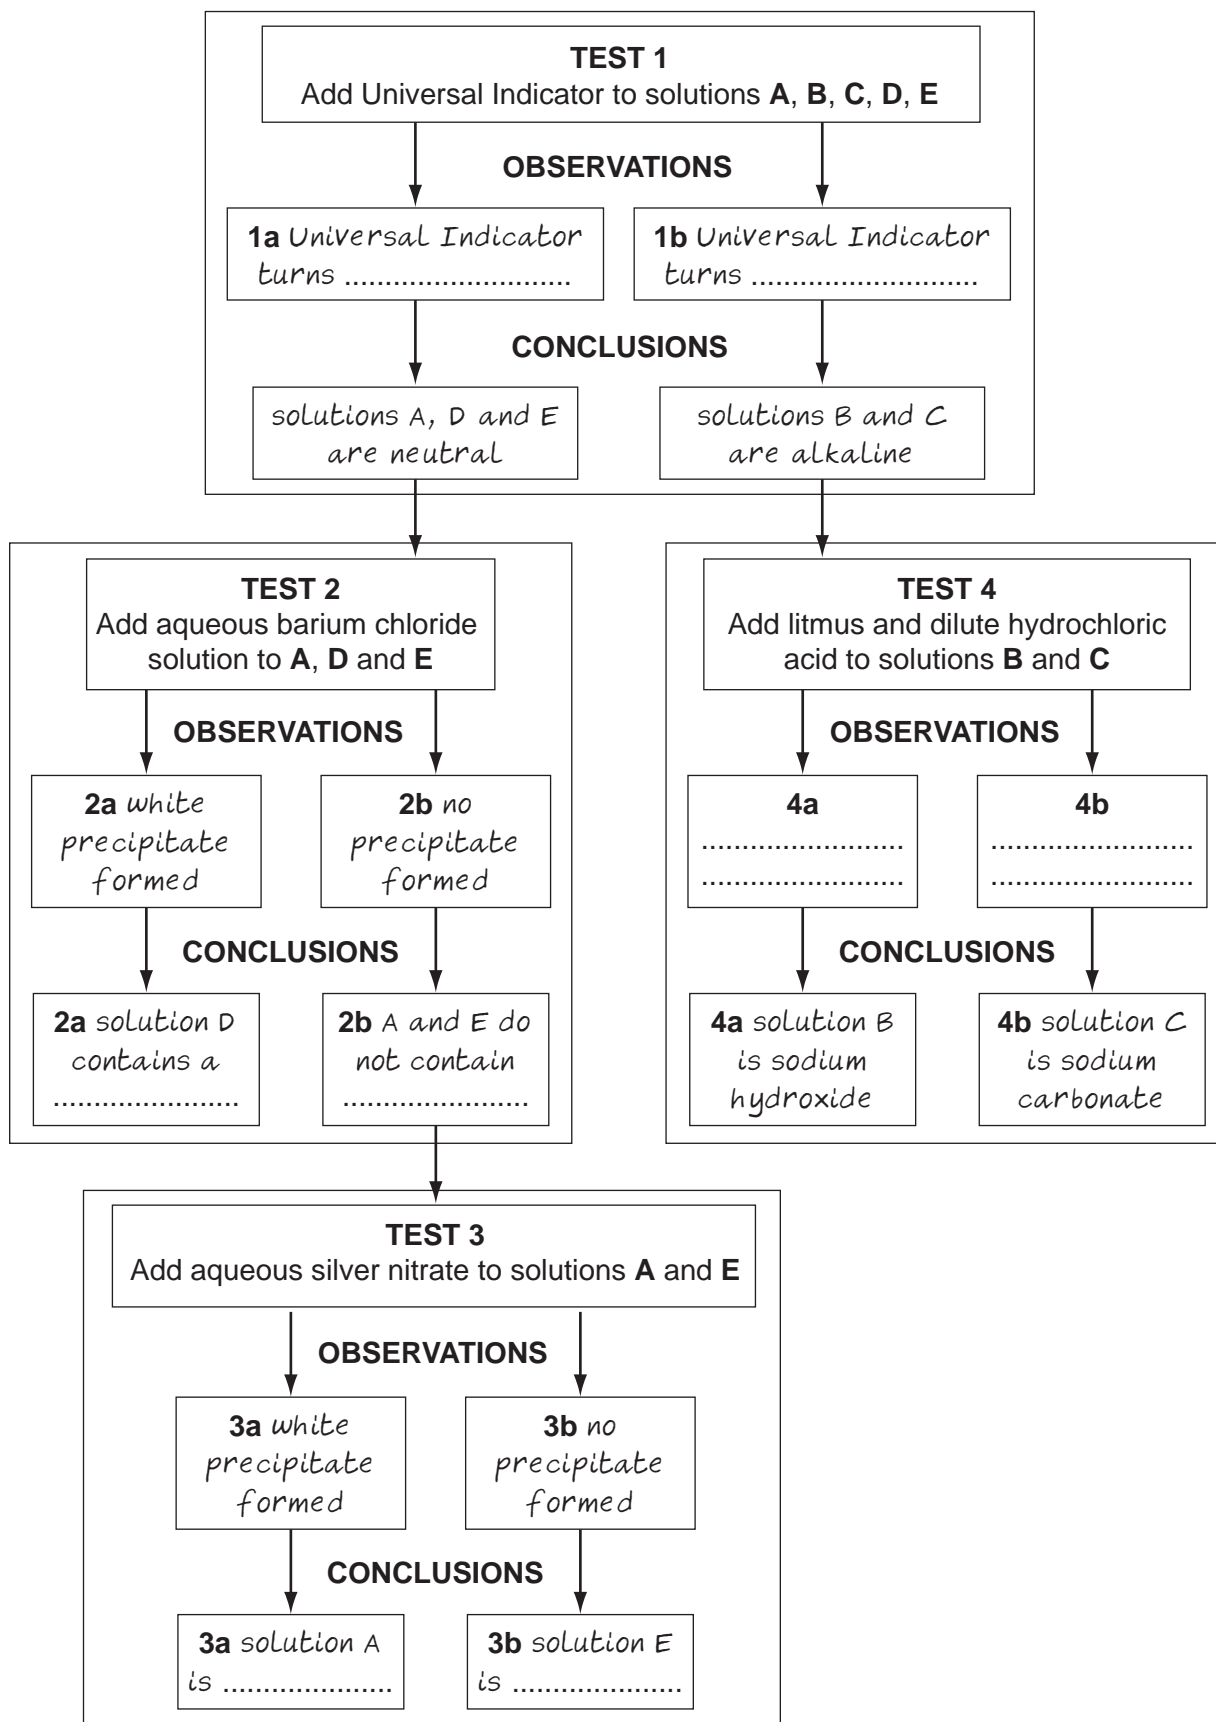 TEST 1
Add Universal Indicator to solutions A, B, C, D, E
OBSERVATIONS
1a Universal Indicator
turns ............................
1b Universal Indicator
turns ............................
CONCLUSIONS
solutions A, D and E
are neutral
solutions B and C
are alkaline
TEST 2
Add aqueous barium chloride
solution to A, D and E
OBSERVATIONS
2a white
precipitate
formed
2b no
precipitate
formed
CONCLUSIONS
2a solution D
contains a
.......................
2b A and E do
not contain
.......................
TEST 4
Add litmus and dilute hydrochloric
acid to solutions B and C
OBSERVATIONS
4a
.........................
.........................
4b
.........................
.........................
CONCLUSIONS
4a solution B
is sodium
hydroxide
4b solution C
is sodium
carbonate
TEST 3
Add aqueous silver nitrate to solutions A and E
OBSERVATIONS
3a white
precipitate
formed
3b no
precipitate
formed
CONCLUSIONS
3a solution A
is .....................
3b solution E
is .....................